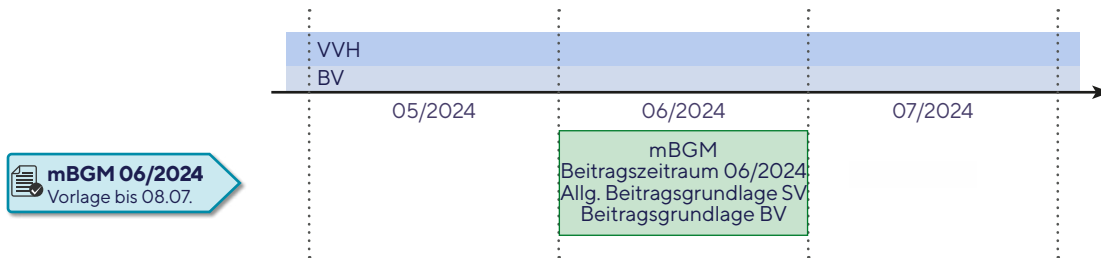 VVH
BV
05/2024
06/2024
07/2024
mBGM
Beitragszeitraum 06/2024
Allg. Beitragsgrundlage SV
Beitragsgrundlage BV
mBGM 06/2024
Vorlage bis 08.07.